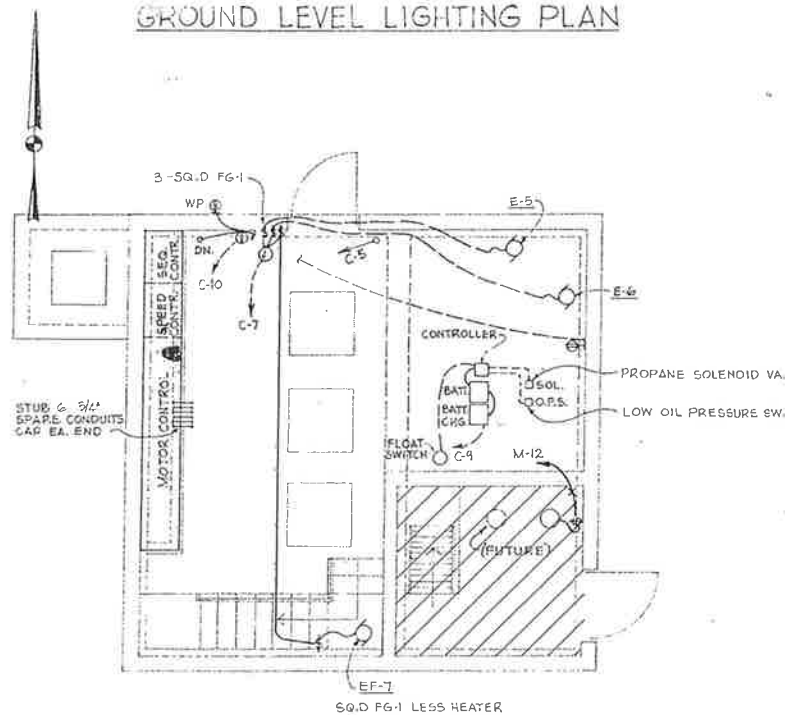 GROUND LEVEL LIGHTING PLAN
3-SQ.D FG-1
WP
E-5
DN.
C-5
SEQ.
CONTR.
C-10
E-6
C-7
SPEED
CONTR.
CONTROLLER
PROPANE SOLENOID VA.
SOL.
BATT.
O.P.S.
LOW OIL PRESSURE SW.
STUB 6 3/4"
SPARE CONDUITS
CAP EA. END
MOTOR CONTROL
BATT.
CHG.
FLOAT
SWITCH
C-9
M-12
(FUTURE)
EF-7
SQ.D FG-1 LESS HEATER